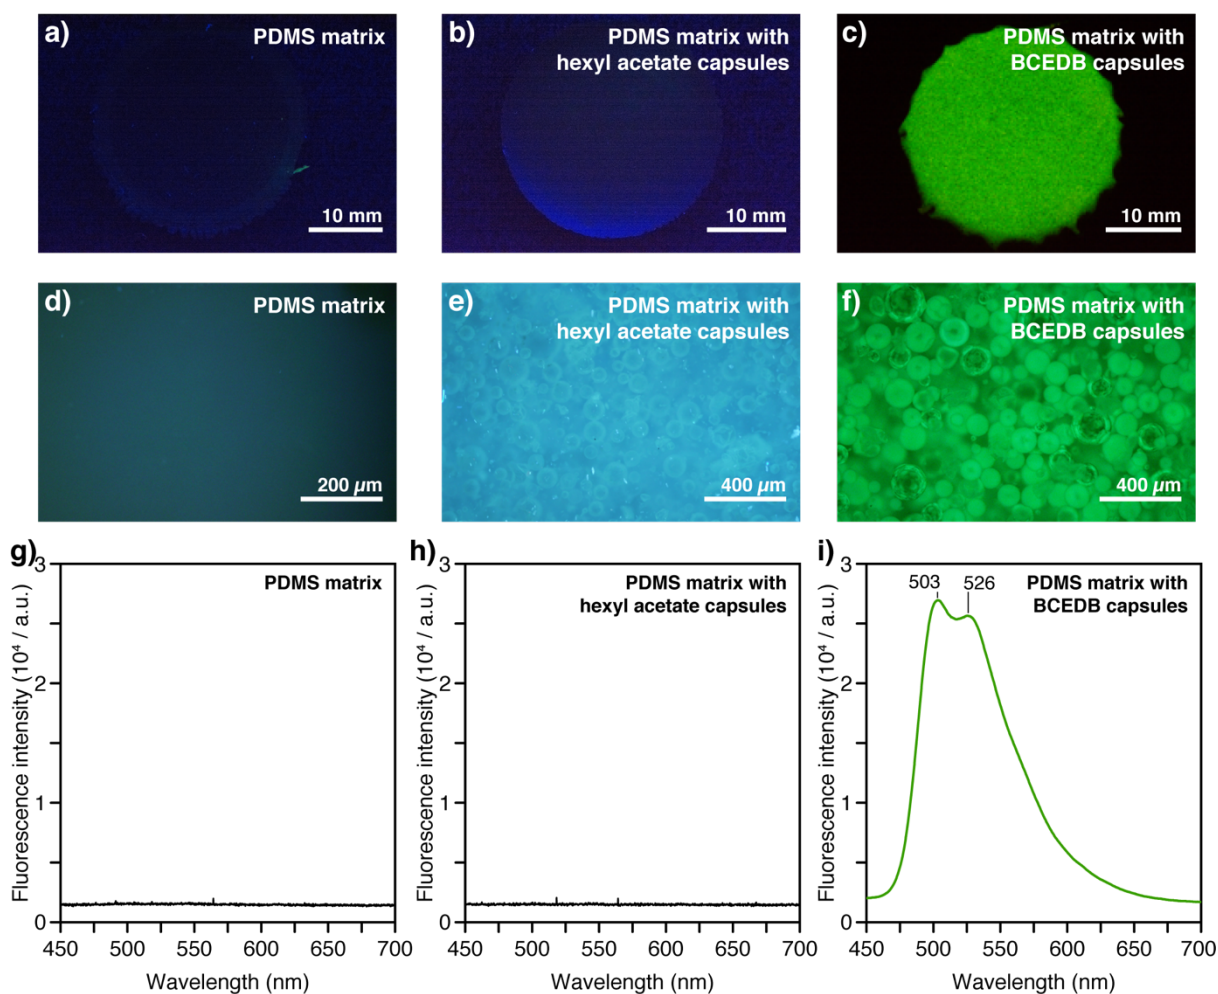 a)
PDMS matrix
10 mm
b)
PDMS matrix with
hexyl acetate capsules
10 mm
c)
PDMS matrix with
BCEDB capsules
10 mm
d)
PDMS matrix
200 µm
e)
PDMS matrix with
hexyl acetate capsules
400 µm
f)
PDMS matrix with
BCEDB capsules
400 µm
g)
PDMS matrix
Fluorescence intensity (10⁴ / a.u.)
3
2
1
0
450 500 550 600 650 700
Wavelength (nm)
h)
PDMS matrix with
hexyl acetate capsules
Fluorescence intensity (10⁴ / a.u.)
3
2
1
0
450 500 550 600 650 700
Wavelength (nm)
i)
503 526
PDMS matrix with
BCEDB capsules
Fluorescence intensity (10⁴ / a.u.)
3
2
1
0
450 500 550 600 650 700
Wavelength (nm)